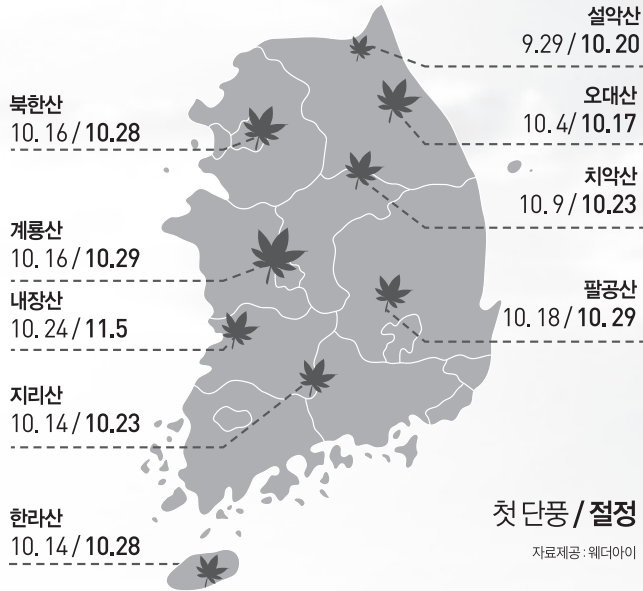 설악산
9.29 / 10.20
오대산
10.4 / 10.17
치악산
10.9 / 10.23
팔공산
10.18 / 10.29
북한산
10.16 / 10.28
계룡산
10.16 / 10.29
내장산
10.24 / 11.5
지리산
10.14 / 10.23
한라산
10.14 / 10.28
첫 단풍 / 절정
자료제공 : 웨더아이